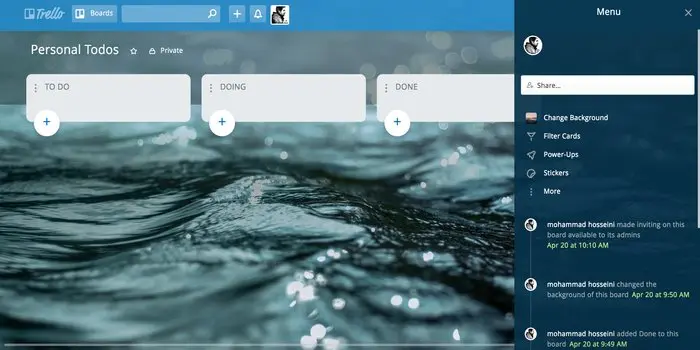 Trello
Boards
Personal Todos
Private
TO DO
DOING
DONE
Menu
Share...
Change Background
Filter Cards
Power-Ups
Stickers
More
mohammad hosseini made inviting on this
board available to its admins
Apr 20 at 10:10 AM
mohammad hosseini changed the
background of this board Apr 20 at 9:50 AM
mohammad hosseini added Done to this
board Apr 20 at 9:49 AM